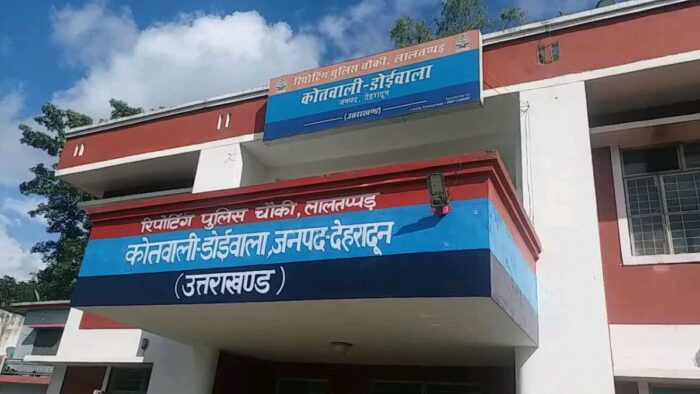 रिपोर्टिंग पुलिस चौकी, लालतप्पड़
कोतवाली-डोईवाला
जनपद, देहरादून
(उत्तराखण्ड)
रिपोर्टिंग पुलिस चौकी, लालतप्पड़
कोतवाली-डोईवाला, जनपद-देहरादून
(उत्तराखण्ड)